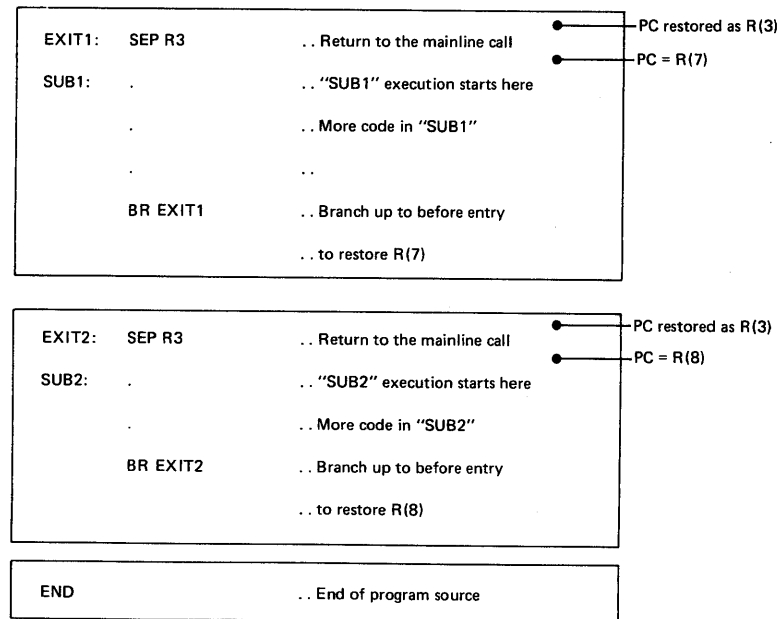 EXIT1: SEP R3 . . Return to the mainline call PC restored as R(3)
PC = R(7)
SUB1: . . . "SUB1" execution starts here
. . . More code in "SUB1"
. . .
BR EXIT1 . . Branch up to before entry
. . to restore R(7)
EXIT2: SEP R3 . . Return to the mainline call PC restored as R(3)
PC = R(8)
SUB2: . . . "SUB2" execution starts here
. . . More code in "SUB2"
BR EXIT2 . . Branch up to before entry
. . to restore R(8)
END . . End of program source